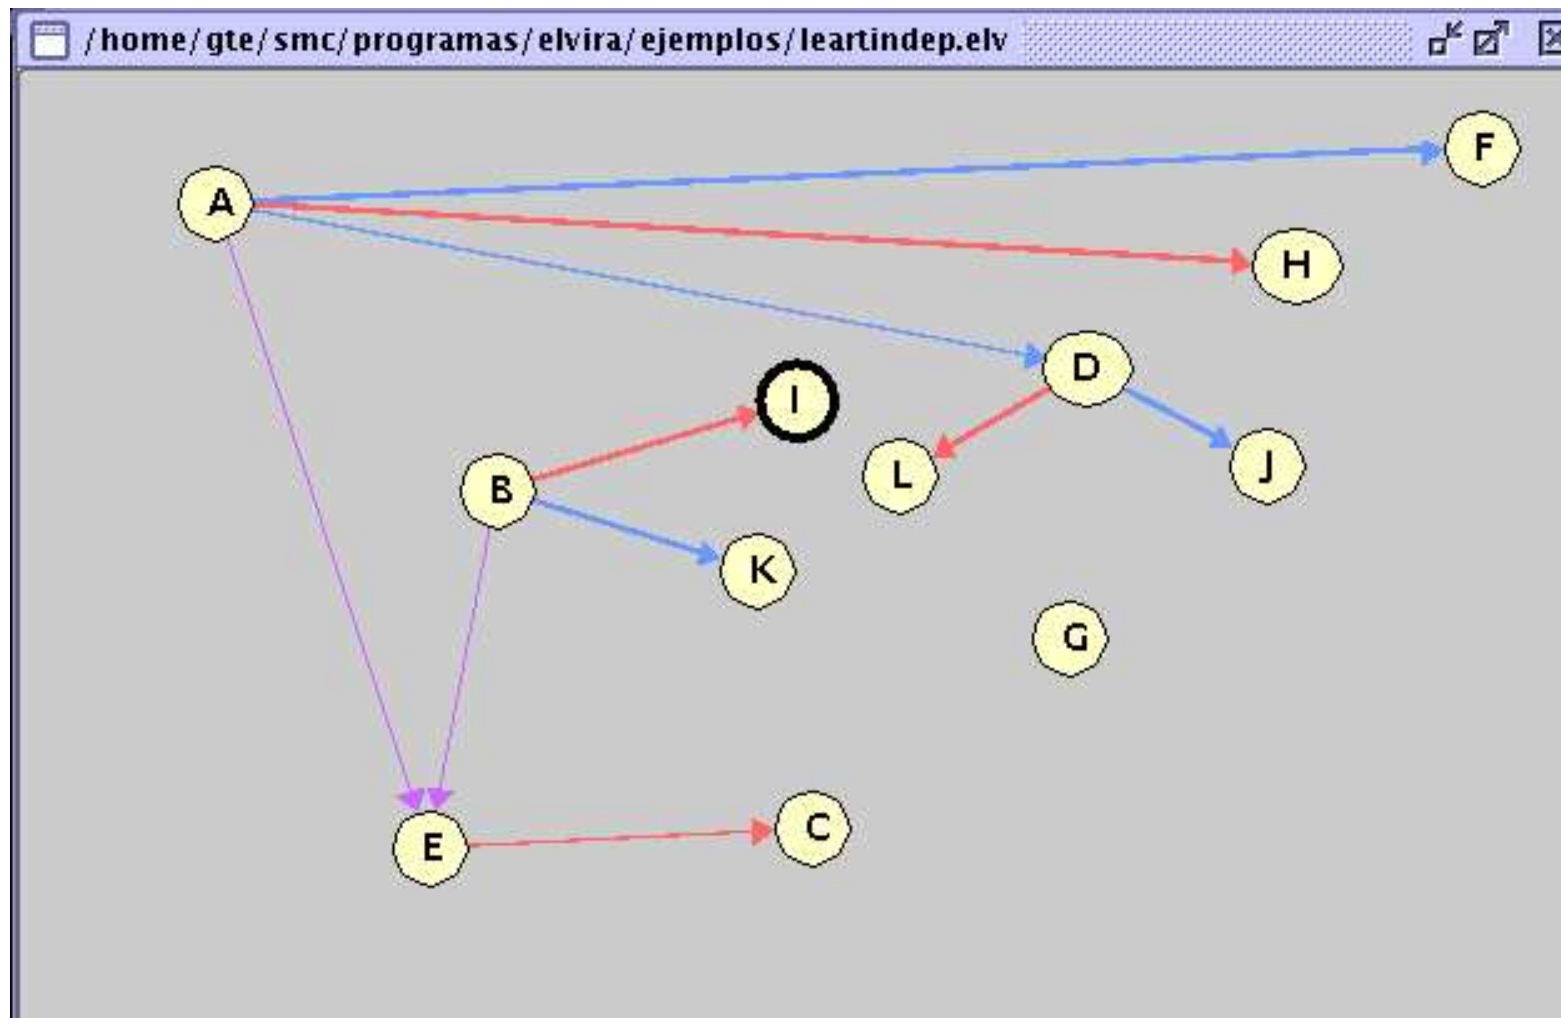 /home/gte/smc/programas/elvira/ejemplos/leartindep.elv
F
A
H
D
I
L
J
B
K
G
C
E